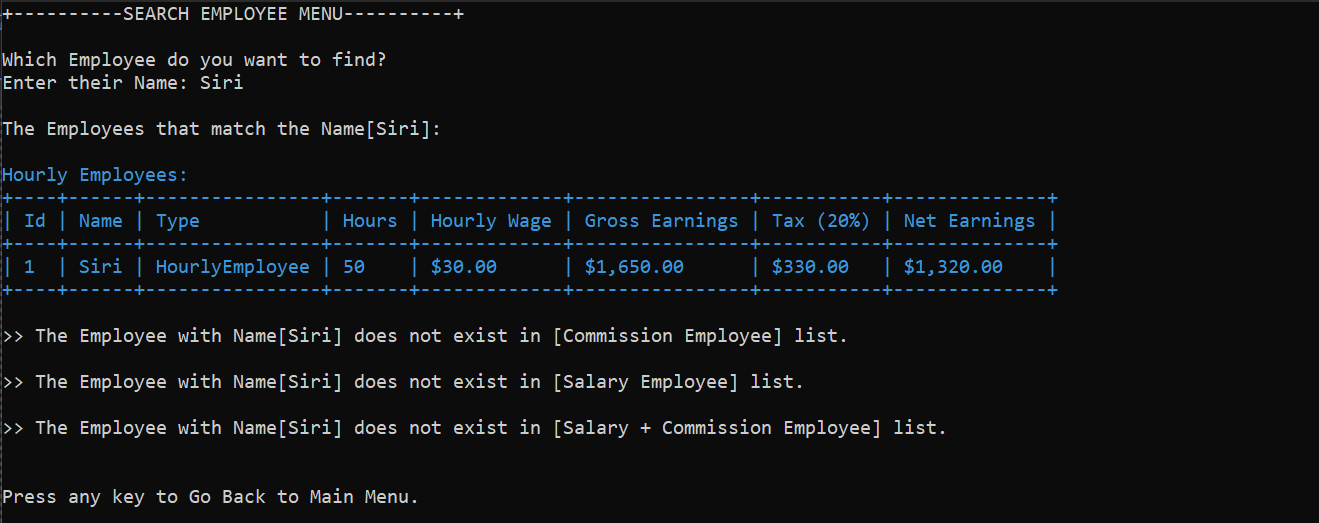 +----------SEARCH EMPLOYEE MENU----------+
Which Employee do you want to find?
Enter their Name: Siri
The Employees that match the Name[Siri]:
Hourly Employees:
+----+------+----------------+-------+-------------+----------------+-----------+--------------+
| Id | Name | Type           | Hours | Hourly Wage | Gross Earnings | Tax (20%) | Net Earnings |
+----+------+----------------+-------+-------------+----------------+-----------+--------------+
| 1  | Siri | HourlyEmployee | 50    | $30.00      | $1,650.00      | $330.00   | $1,320.00    |
+----+------+----------------+-------+-------------+----------------+-----------+--------------+
>> The Employee with Name[Siri] does not exist in [Commission Employee] list.
>> The Employee with Name[Siri] does not exist in [Salary Employee] list.
>> The Employee with Name[Siri] does not exist in [Salary + Commission Employee] list.
Press any key to Go Back to Main Menu.